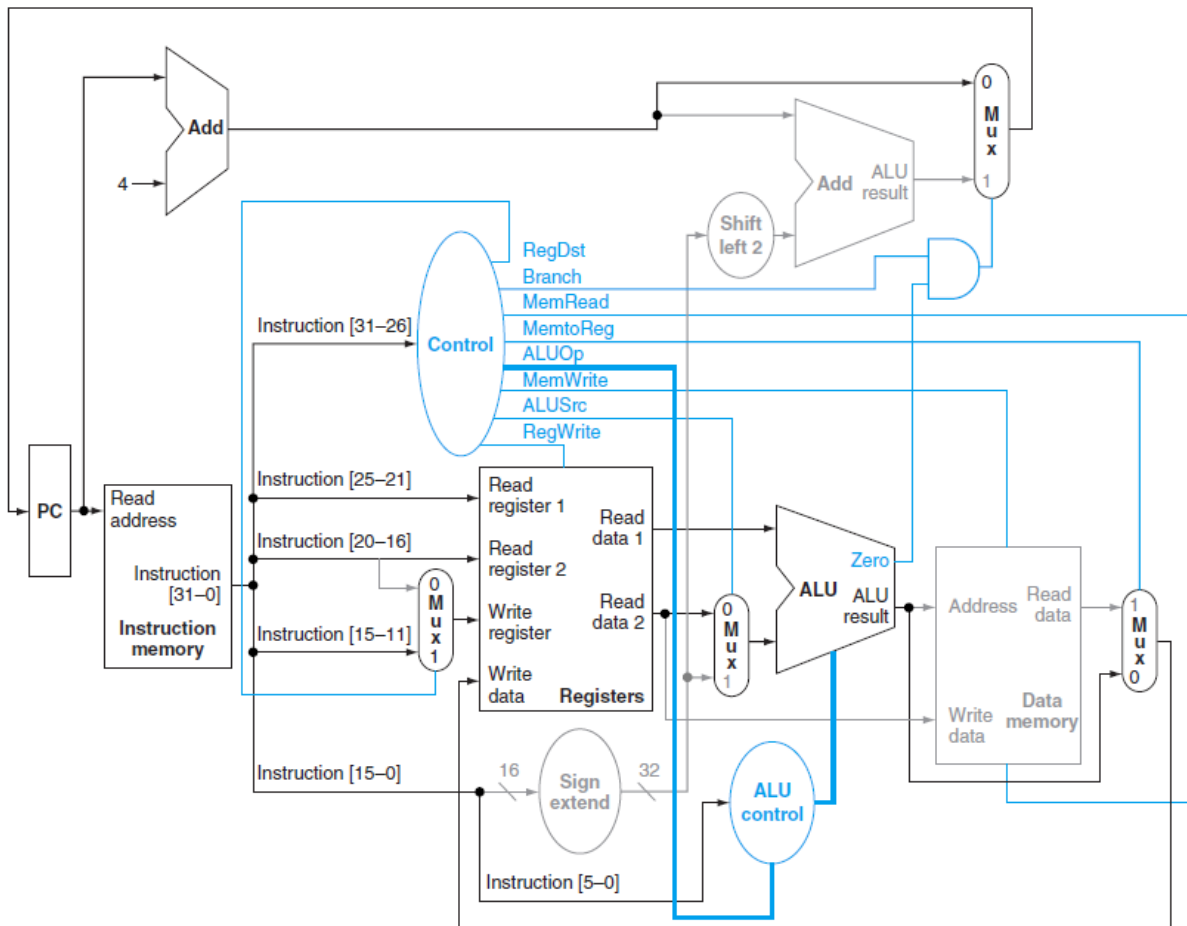 0
M
u
x
1
Add
4
Add
ALU
result
Shift
left 2
RegDst
Branch
MemRead
MemtoReg
ALUOp
MemWrite
ALUSrc
RegWrite
Control
Instruction [31–26]
Instruction [25–21]
Instruction [20–16]
Instruction [15–11]
Instruction [15–0]
Instruction [5–0]
PC
Read
address
Instruction
[31–0]
Instruction
memory
0
M
u
x
1
Read
register 1
Read
register 2
Write
register
Write
data
Read
data 1
Read
data 2
Registers
0
M
u
x
1
Zero
ALU
ALU
result
Address
Read
data
Write
data
Data
memory
1
M
u
x
0
16
Sign
extend
32
ALU
control